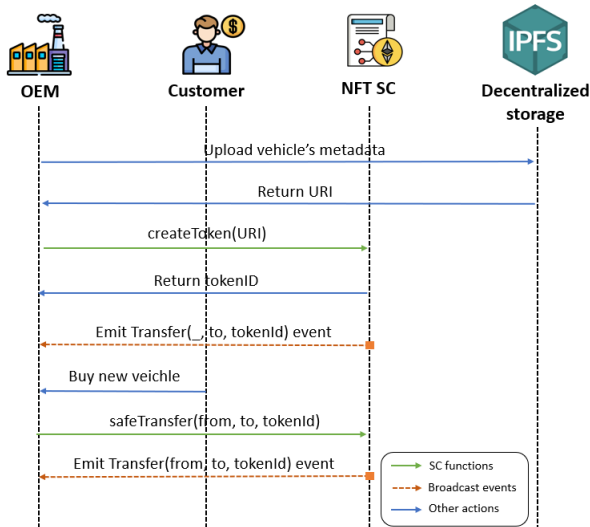 IPFS
$
OEM
Customer
NFT SC
Decentralized
storage
Upload vehicle's metadata
Return URI
createToken(URI)
Return tokenID
Emit Transfer(_, to, tokenId) event
Buy new veichle
safeTransfer(from, to, tokenId)
Emit Transfer(from, to, tokenId) event
SC functions
Broadcast events
Other actions